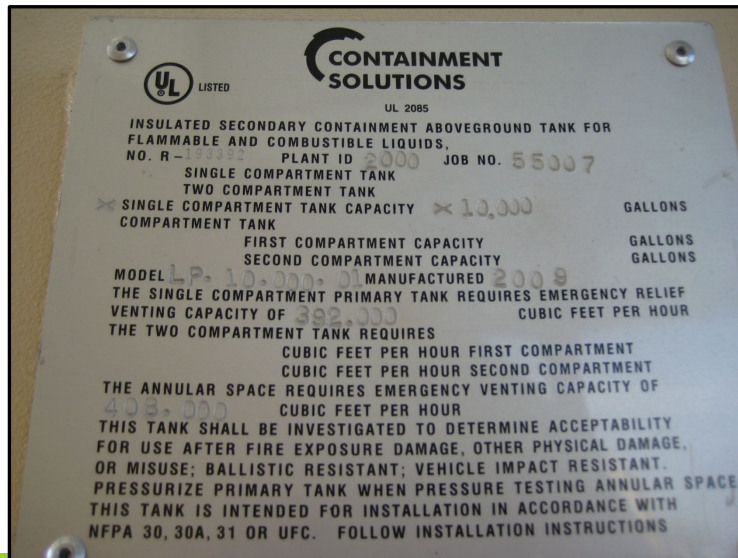 CONTAINMENT
SOLUTIONS
UL LISTED
UL 2085
INSULATED SECONDARY CONTAINMENT ABOVEGROUND TANK FOR
FLAMMABLE AND COMBUSTIBLE LIQUIDS,
NO. R-193392 PLANT ID 2000 JOB NO. 55007
SINGLE COMPARTMENT TANK
TWO COMPARTMENT TANK
× SINGLE COMPARTMENT TANK CAPACITY × 10,000 GALLONS
COMPARTMENT TANK
FIRST COMPARTMENT CAPACITY GALLONS
SECOND COMPARTMENT CAPACITY GALLONS
MODEL LP. 10.000. 01 MANUFACTURED 2009
THE SINGLE COMPARTMENT PRIMARY TANK REQUIRES EMERGENCY RELIEF
VENTING CAPACITY OF 392.000 CUBIC FEET PER HOUR
THE TWO COMPARTMENT TANK REQUIRES
CUBIC FEET PER HOUR FIRST COMPARTMENT
CUBIC FEET PER HOUR SECOND COMPARTMENT
THE ANNULAR SPACE REQUIRES EMERGENCY VENTING CAPACITY OF
408.000 CUBIC FEET PER HOUR
THIS TANK SHALL BE INVESTIGATED TO DETERMINE ACCEPTABILITY
FOR USE AFTER FIRE EXPOSURE DAMAGE, OTHER PHYSICAL DAMAGE,
OR MISUSE; BALLISTIC RESISTANT; VEHICLE IMPACT RESISTANT.
PRESSURIZE PRIMARY TANK WHEN PRESSURE TESTING ANNULAR SPACE
THIS TANK IS INTENDED FOR INSTALLATION IN ACCORDANCE WITH
NFPA 30, 30A, 31 OR UFC. FOLLOW INSTALLATION INSTRUCTIONS